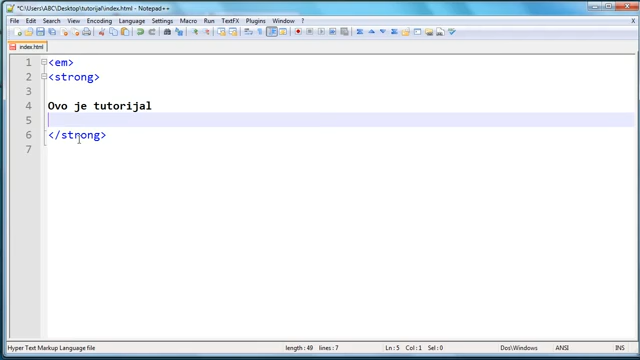 *C:\Users\ABC\Desktop\tutorijal\index.html - Notepad++
File Edit Search View Encoding Language Settings Macro Run TextFX Plugins Window ?
index.html
1 <em>
2 <strong>
3
4 Ovo je tutorijal
5
6 </strong>
7
Hyper Text Markup Language file length : 49 lines : 7 Ln : 5 Col : 1 Sel : 0 Dos\Windows ANSI INS